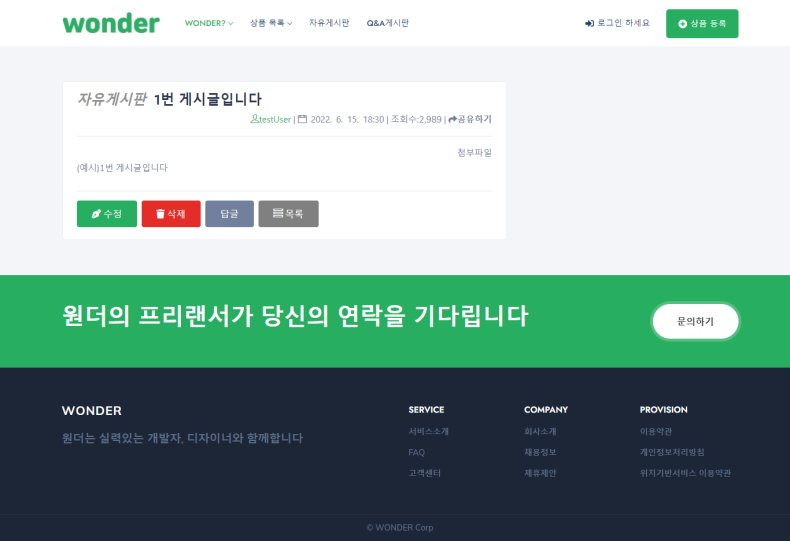 wonder WONDER? 상품 목록 자유게시판 Q&A게시판 로그인 하세요 상품 등록
자유게시판 1번 게시글입니다
testUser | 2022. 6. 15. 18:30 | 조회수:2,989 | 공유하기
첨부파일
(예시)1번 게시글입니다
수정 삭제 답글 목록
원더의 프리랜서가 당신의 연락을 기다립니다 문의하기
WONDER SERVICE COMPANY PROVISION
원더는 실력있는 개발자, 디자이너와 함께합니다 서비스소개 회사소개 이용약관
FAQ 채용정보 개인정보처리방침
고객센터 제휴제안 위치기반서비스 이용약관
© WONDER Corp